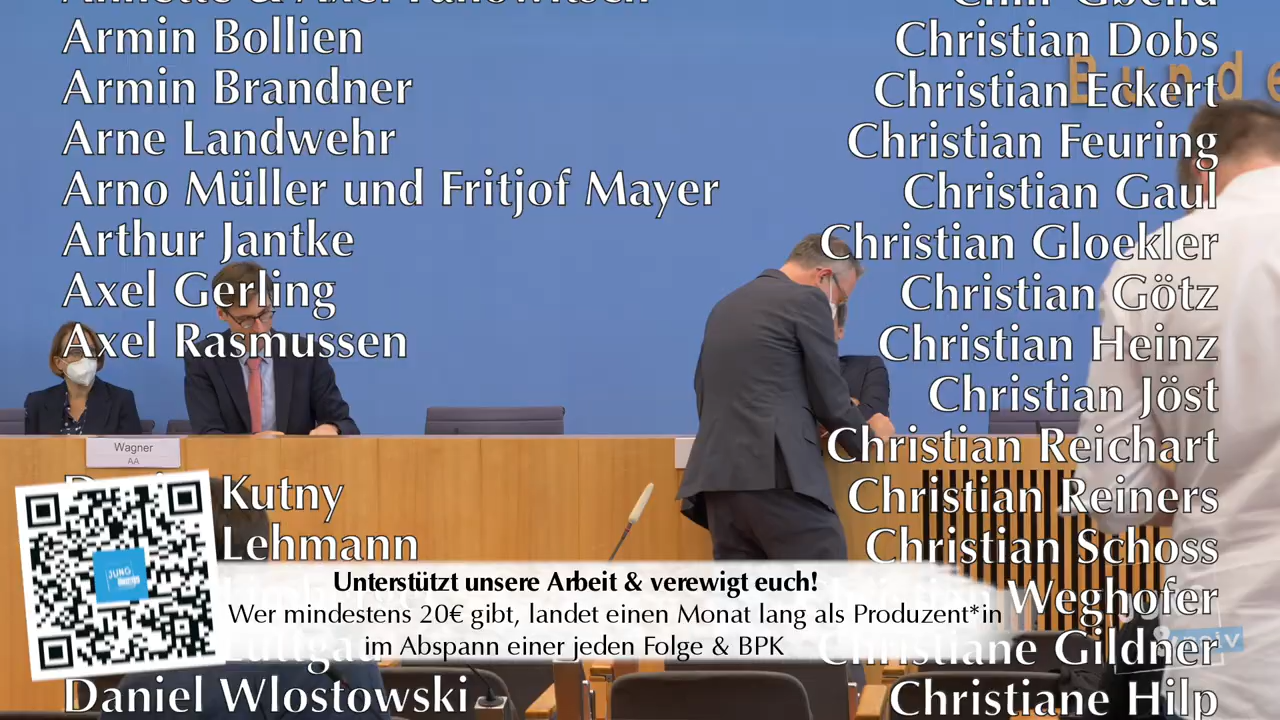 Armin Bollien
Armin Brandner
Arne Landwehr
Arno Müller und Fritjof Mayer
Arthur Jantke
Axel Gerling
Axel Rasmussen
Kutny
Lehmann
Daniel Wlostowski
Christian Dobs
Christian Eckert
Christian Feuring
Christian Gaul
Christian Gloekler
Christian Götz
Christian Heinz
Christian Jöst
Christian Reichart
Christian Reiners
Christian Schoss
Weghofer
Christiane Gildner
Christiane Hilp
Bunde
Wagner
AA
JUNG
Unterstützt unsere Arbeit & verewigt euch!
Wer mindestens 20€ gibt, landet einen Monat lang als Produzent*in
im Abspann einer jeden Folge & BPK